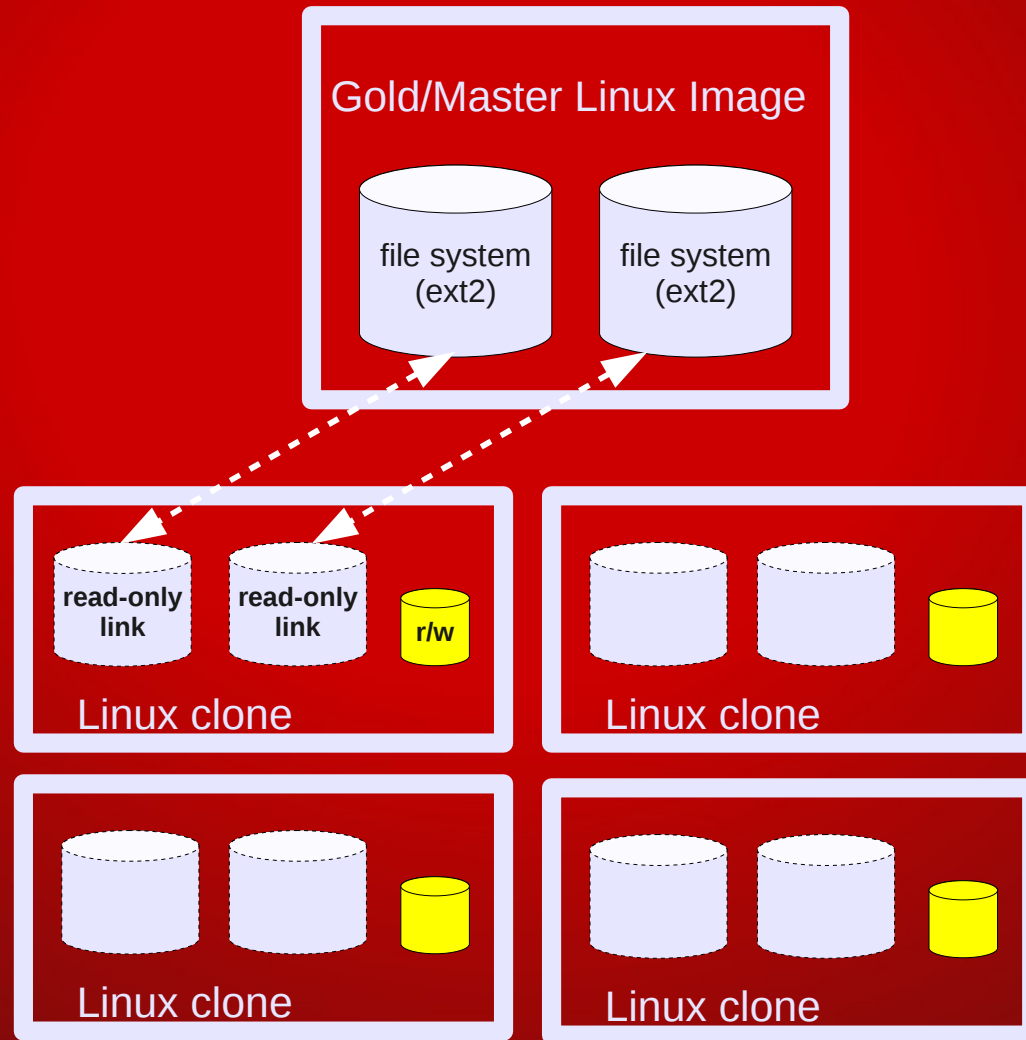 Gold/Master Linux Image
file system
(ext2)
file system
(ext2)
read-only
link
read-only
link
r/w
Linux clone
Linux clone
Linux clone
Linux clone